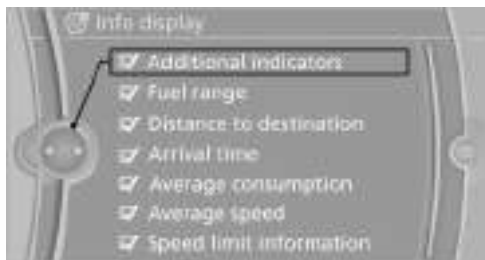 Info display
Additional indicators
Fuel range
Distance to destination
Arrival time
Average consumption
Average speed
Speed limit information